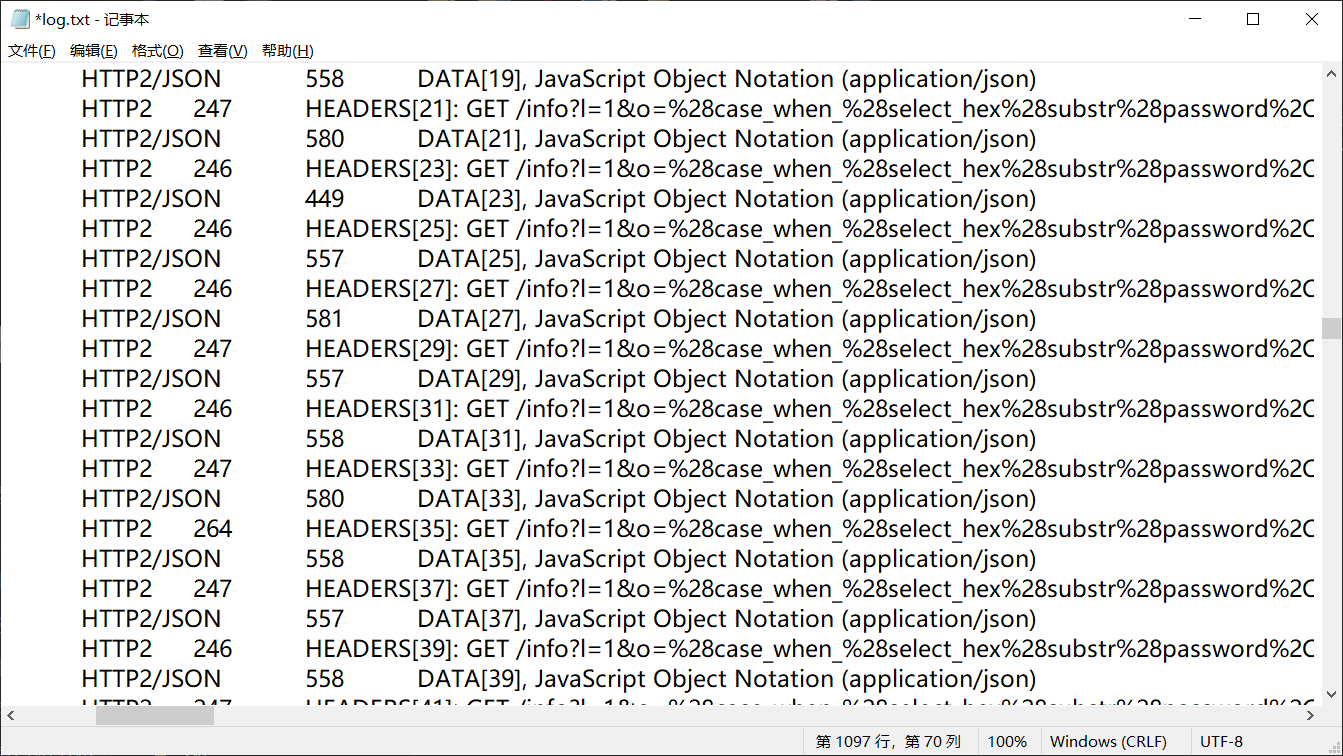 *log.txt - 记事本
文件(F) 编辑(E) 格式(O) 查看(V) 帮助(H)
HTTP2/JSON 558 DATA[19], JavaScript Object Notation (application/json)
HTTP2 247 HEADERS[21]: GET /info?l=1&o=%28case_when_%28select_hex%28substr%28password%2C
HTTP2/JSON 580 DATA[21], JavaScript Object Notation (application/json)
HTTP2 246 HEADERS[23]: GET /info?l=1&o=%28case_when_%28select_hex%28substr%28password%2C
HTTP2/JSON 449 DATA[23], JavaScript Object Notation (application/json)
HTTP2 246 HEADERS[25]: GET /info?l=1&o=%28case_when_%28select_hex%28substr%28password%2C
HTTP2/JSON 557 DATA[25], JavaScript Object Notation (application/json)
HTTP2 246 HEADERS[27]: GET /info?l=1&o=%28case_when_%28select_hex%28substr%28password%2C
HTTP2/JSON 581 DATA[27], JavaScript Object Notation (application/json)
HTTP2 247 HEADERS[29]: GET /info?l=1&o=%28case_when_%28select_hex%28substr%28password%2C
HTTP2/JSON 557 DATA[29], JavaScript Object Notation (application/json)
HTTP2 246 HEADERS[31]: GET /info?l=1&o=%28case_when_%28select_hex%28substr%28password%2C
HTTP2/JSON 558 DATA[31], JavaScript Object Notation (application/json)
HTTP2 247 HEADERS[33]: GET /info?l=1&o=%28case_when_%28select_hex%28substr%28password%2C
HTTP2/JSON 580 DATA[33], JavaScript Object Notation (application/json)
HTTP2 264 HEADERS[35]: GET /info?l=1&o=%28case_when_%28select_hex%28substr%28password%2C
HTTP2/JSON 558 DATA[35], JavaScript Object Notation (application/json)
HTTP2 247 HEADERS[37]: GET /info?l=1&o=%28case_when_%28select_hex%28substr%28password%2C
HTTP2/JSON 557 DATA[37], JavaScript Object Notation (application/json)
HTTP2 246 HEADERS[39]: GET /info?l=1&o=%28case_when_%28select_hex%28substr%28password%2C
HTTP2/JSON 558 DATA[39], JavaScript Object Notation (application/json)
第 1097 行，第 70 列 100% Windows (CRLF) UTF-8